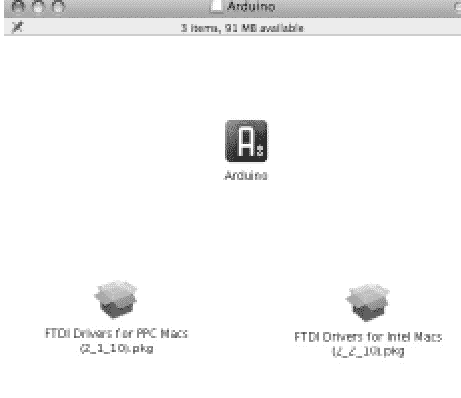 Arduino
3 items, 91 MB available
A:
Arduino
FTDI Drivers for PPC Macs
(2_1_10).pkg
FTDI Drivers for Intel Macs
(2_2_10).pkg